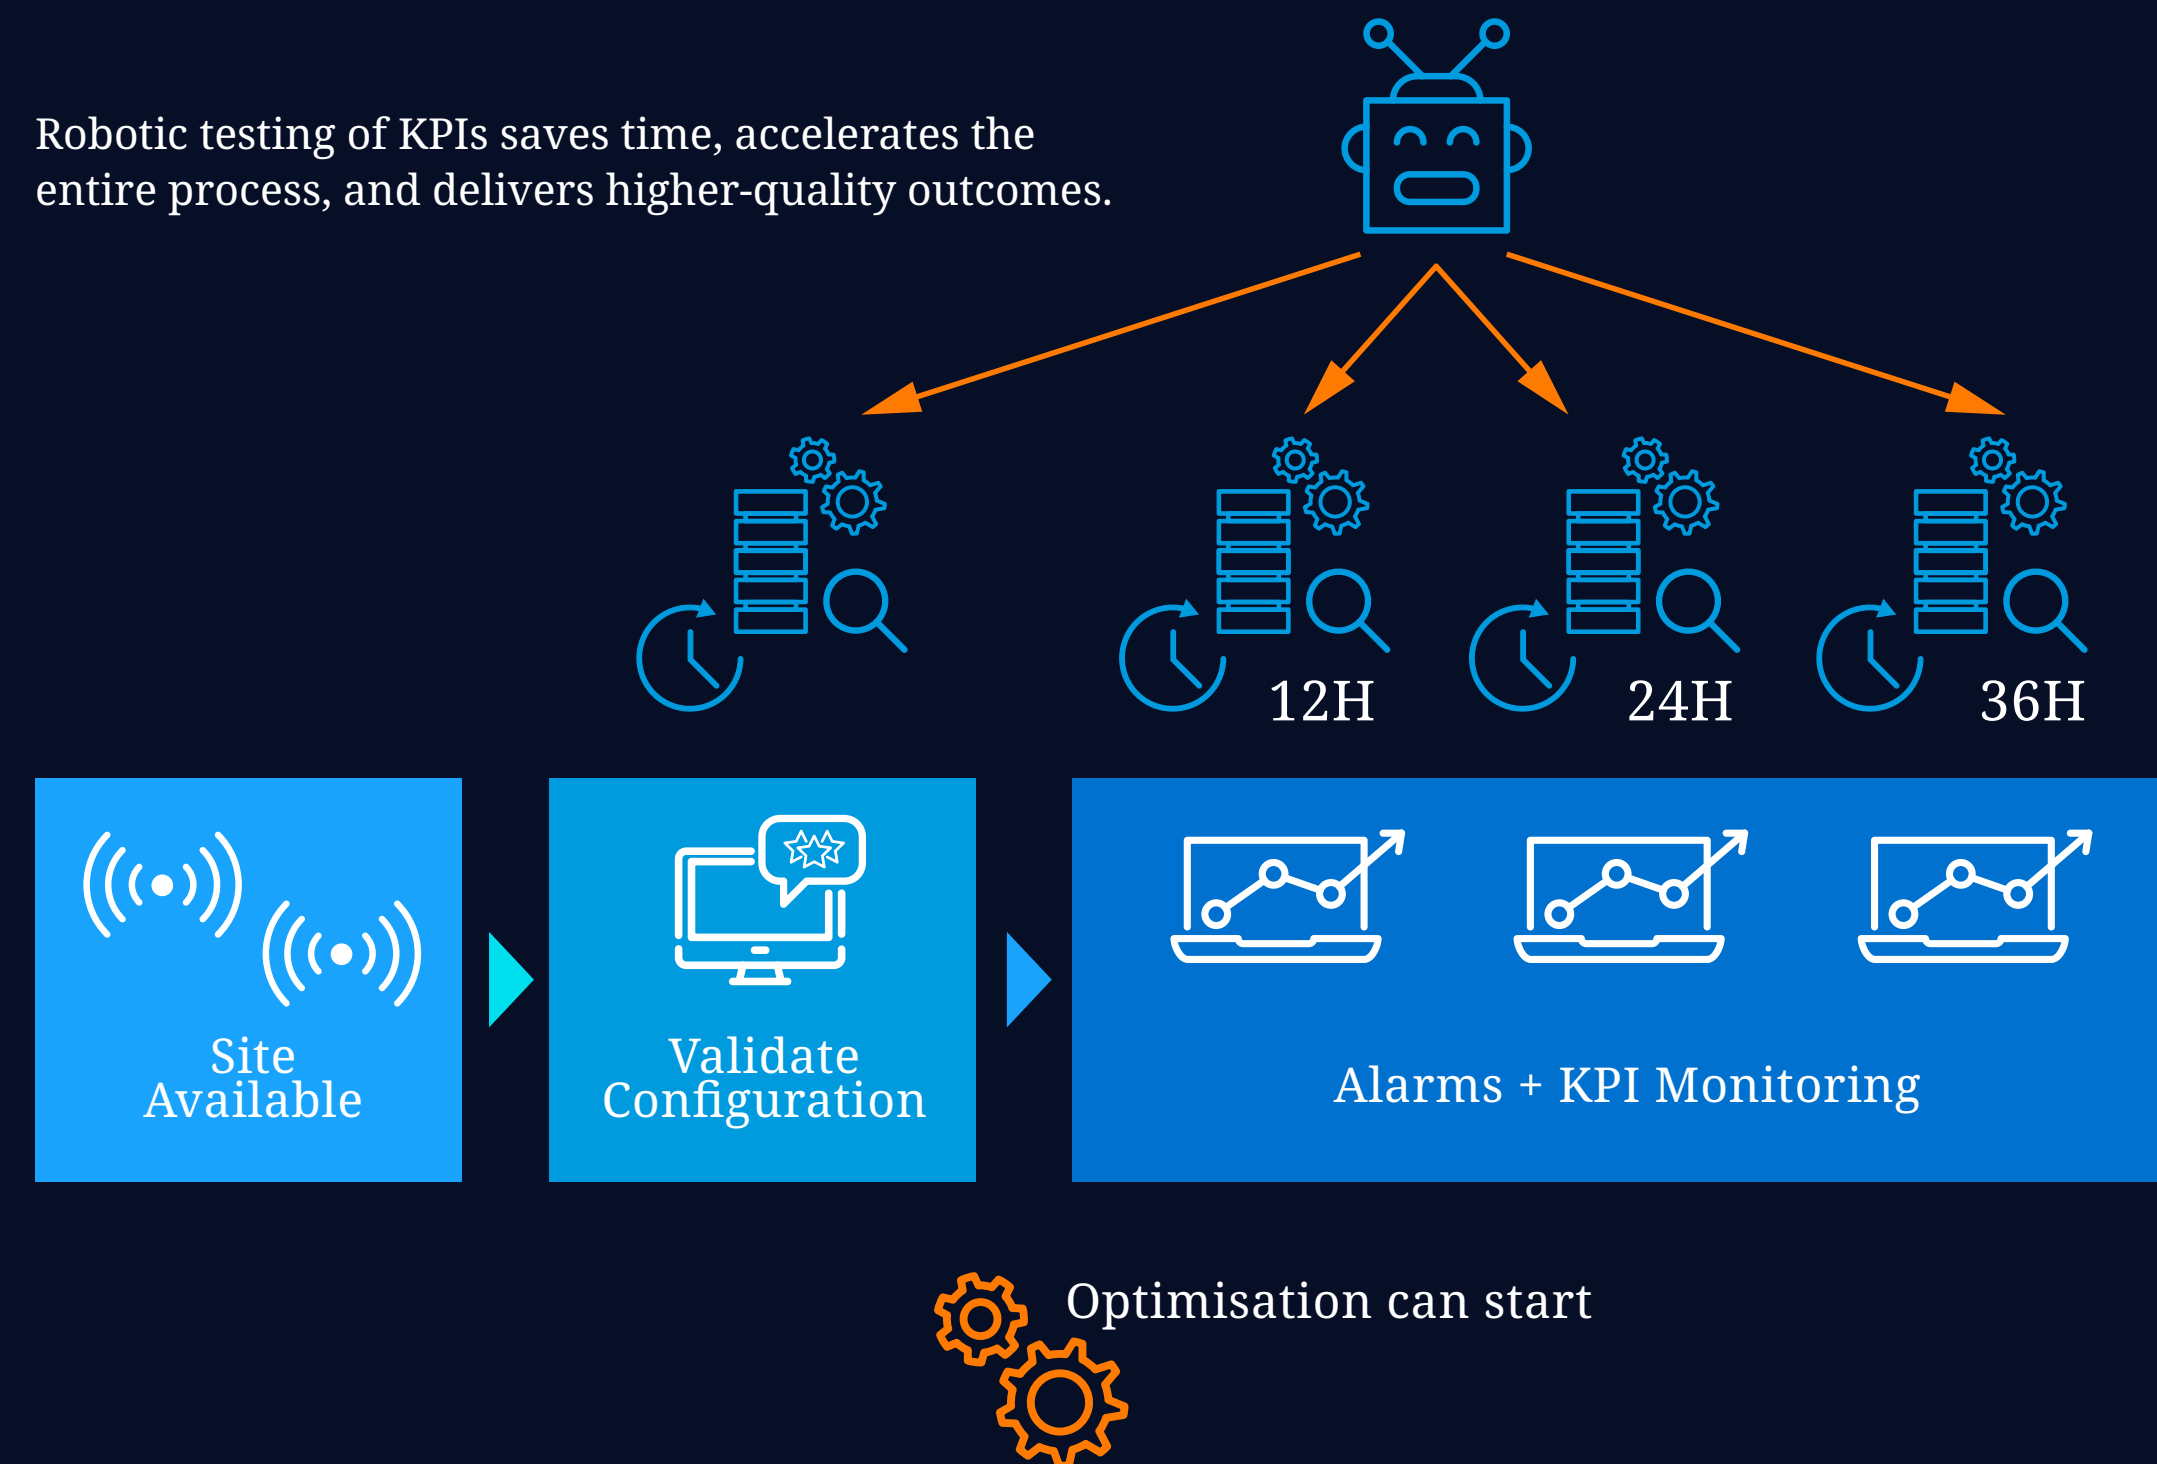 Robotic testing of KPIs saves time, accelerates the
entire process, and delivers higher-quality outcomes.
12H
24H
36H
Site
Available
Validate
Configuration
Alarms + KPI Monitoring
Optimisation can start